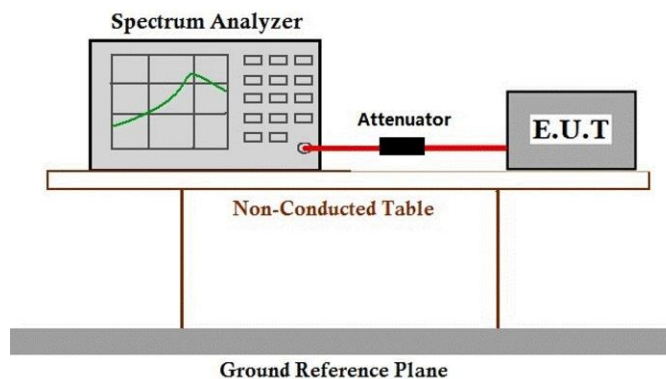 Spectrum Analyzer
Attenuator
E.U.T
Non-Conducted Table
Ground Reference Plane